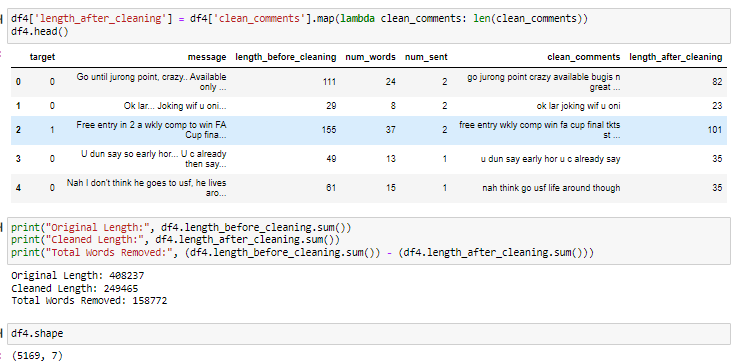 df4['length_after_cleaning'] = df4['clean_comments'].map(lambda clean_comments: len(clean_comments))
df4.head()
target message length_before_cleaning num_words num_sent clean_comments length_after_cleaning
0 0 Go until jurong point, crazy.. Available only ... 111 24 2 go jurong point crazy available bugis n great ... 82
1 0 Ok lar... Joking wif u oni... 29 8 2 ok lar joking wif u oni 23
2 1 Free entry in 2 a wkly comp to win FA Cup fina... 155 37 2 free entry wkly comp win fa cup final tkts st ... 101
3 0 U dun say so early hor... U c already then say... 49 13 1 u dun say early hor u c already say 35
4 0 Nah I don't think he goes to usf, he lives aro... 61 15 1 nah think go usf life around though 35
print("Original Length:", df4.length_before_cleaning.sum())
print("Cleaned Length:", df4.length_after_cleaning.sum())
print("Total Words Removed:", (df4.length_before_cleaning.sum()) - (df4.length_after_cleaning.sum()))
Original Length: 408237
Cleaned Length: 249465
Total Words Removed: 158772
df4.shape
(5169, 7)